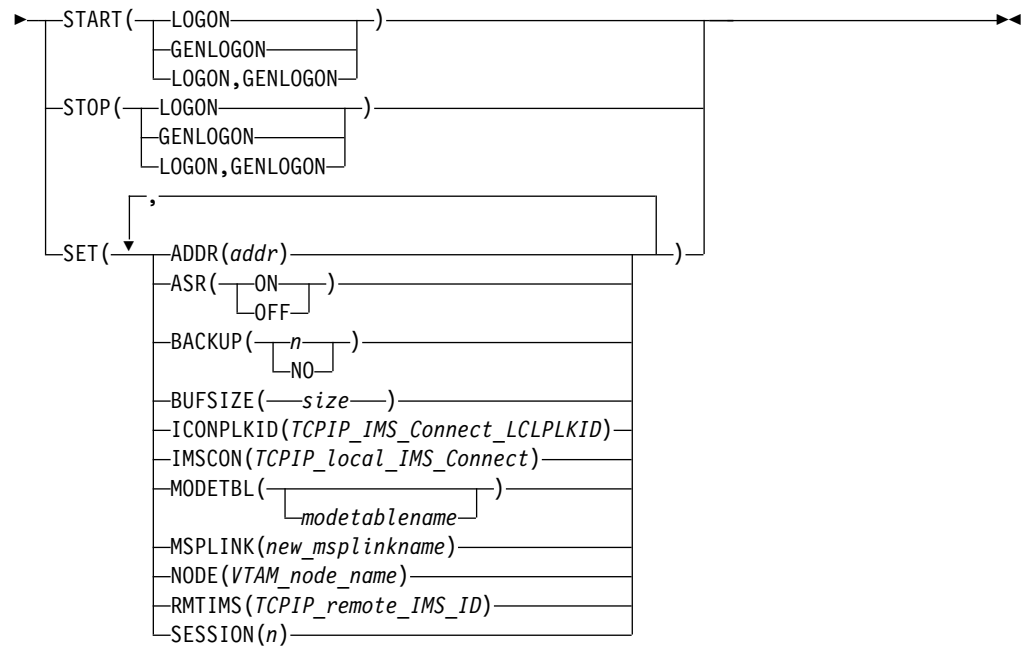 START( LOGON )
GENLOGON
LOGON,GENLOGON
STOP( LOGON )
GENLOGON
LOGON,GENLOGON
,
SET( ADDR(addr) )
ASR( ON )
OFF
BACKUP( n )
NO
BUFSIZE( size )
ICONPLKID(TCPIP_IMS_Connect_LCLPLKID)
IMSCON(TCPIP_local_IMS_Connect)
MODETBL( )
modetablename
MSPLINK(new_msplinkname)
NODE(VTAM_node_name)
RMTIMS(TCPIP_remote_IMS_ID)
SESSION(n)